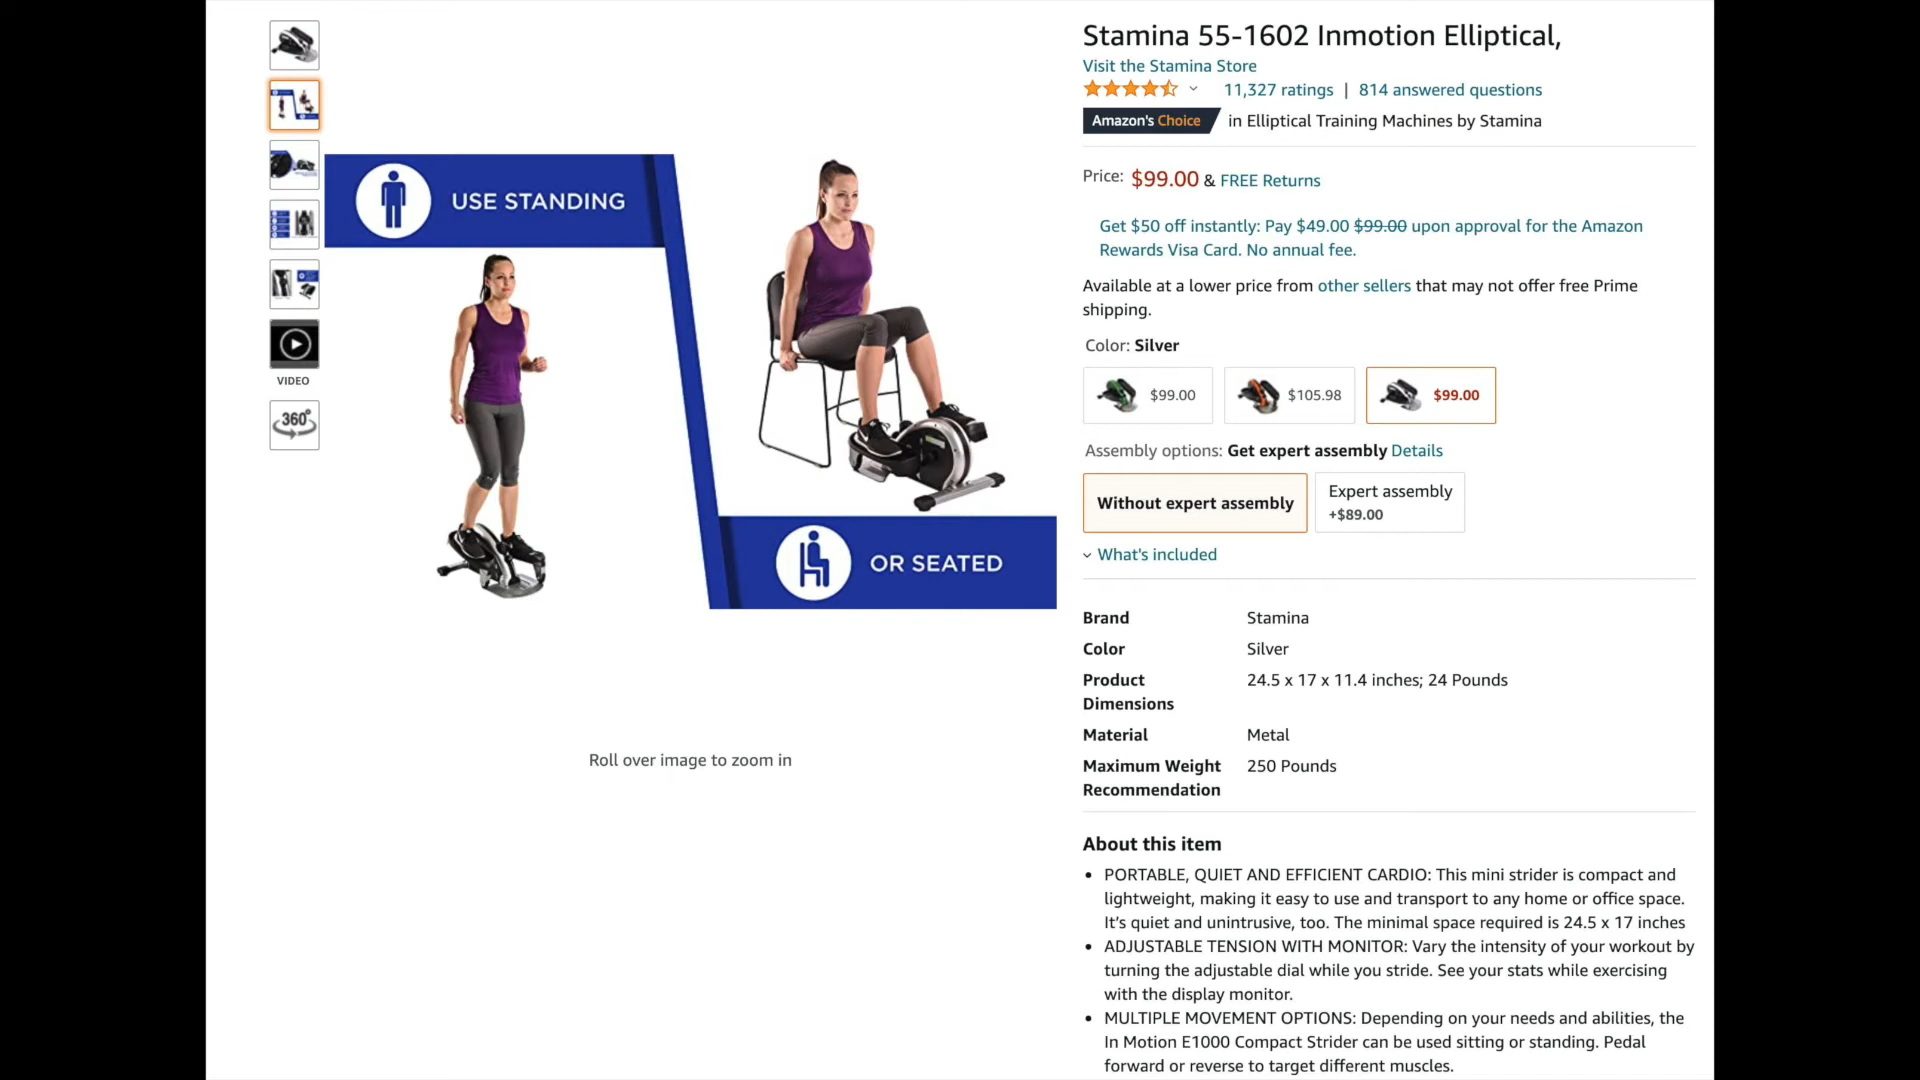 VIDEO
360°
USE STANDING
OR SEATED
Roll over image to zoom in
Stamina 55-1602 Inmotion Elliptical,
Visit the Stamina Store
11,327 ratings | 814 answered questions
Amazon's Choice in Elliptical Training Machines by Stamina
Price: $99.00 & FREE Returns
Get $50 off instantly: Pay $49.00 $99.00 upon approval for the Amazon
Rewards Visa Card. No annual fee.
Available at a lower price from other sellers that may not offer free Prime
shipping.
Color: Silver
$99.00 $105.98 $99.00
Assembly options: Get expert assembly Details
Without expert assembly
Expert assembly
+$89.00
What's included
Brand Stamina
Color Silver
Product 24.5 x 17 x 11.4 inches; 24 Pounds
Dimensions
Material Metal
Maximum Weight 250 Pounds
Recommendation
About this item
• PORTABLE, QUIET AND EFFICIENT CARDIO: This mini strider is compact and
lightweight, making it easy to use and transport to any home or office space.
It's quiet and unintrusive, too. The minimal space required is 24.5 x 17 inches
• ADJUSTABLE TENSION WITH MONITOR: Vary the intensity of your workout by
turning the adjustable dial while you stride. See your stats while exercising
with the display monitor.
• MULTIPLE MOVEMENT OPTIONS: Depending on your needs and abilities, the
In Motion E1000 Compact Strider can be used sitting or standing. Pedal
forward or reverse to target different muscles.